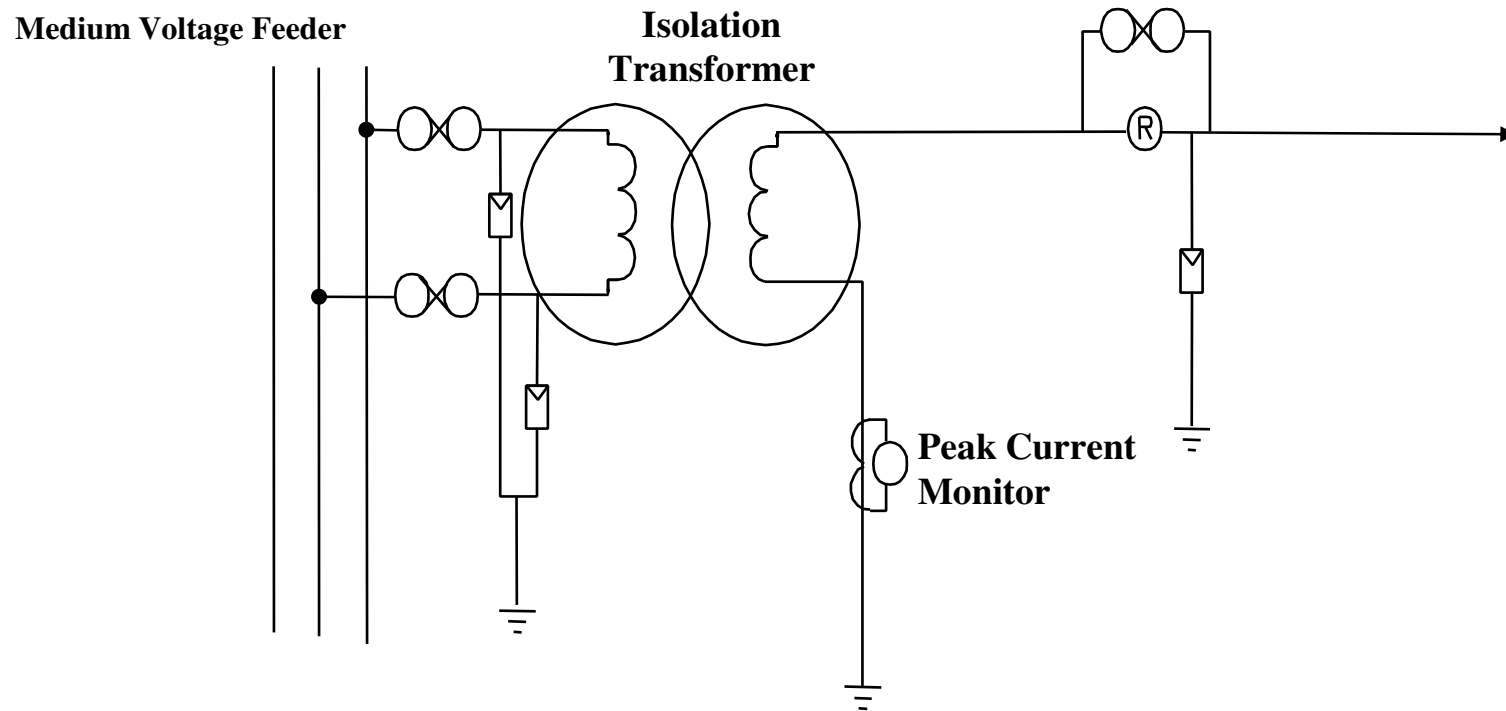 Medium Voltage Feeder
Isolation
Transformer
R
Peak Current
Monitor